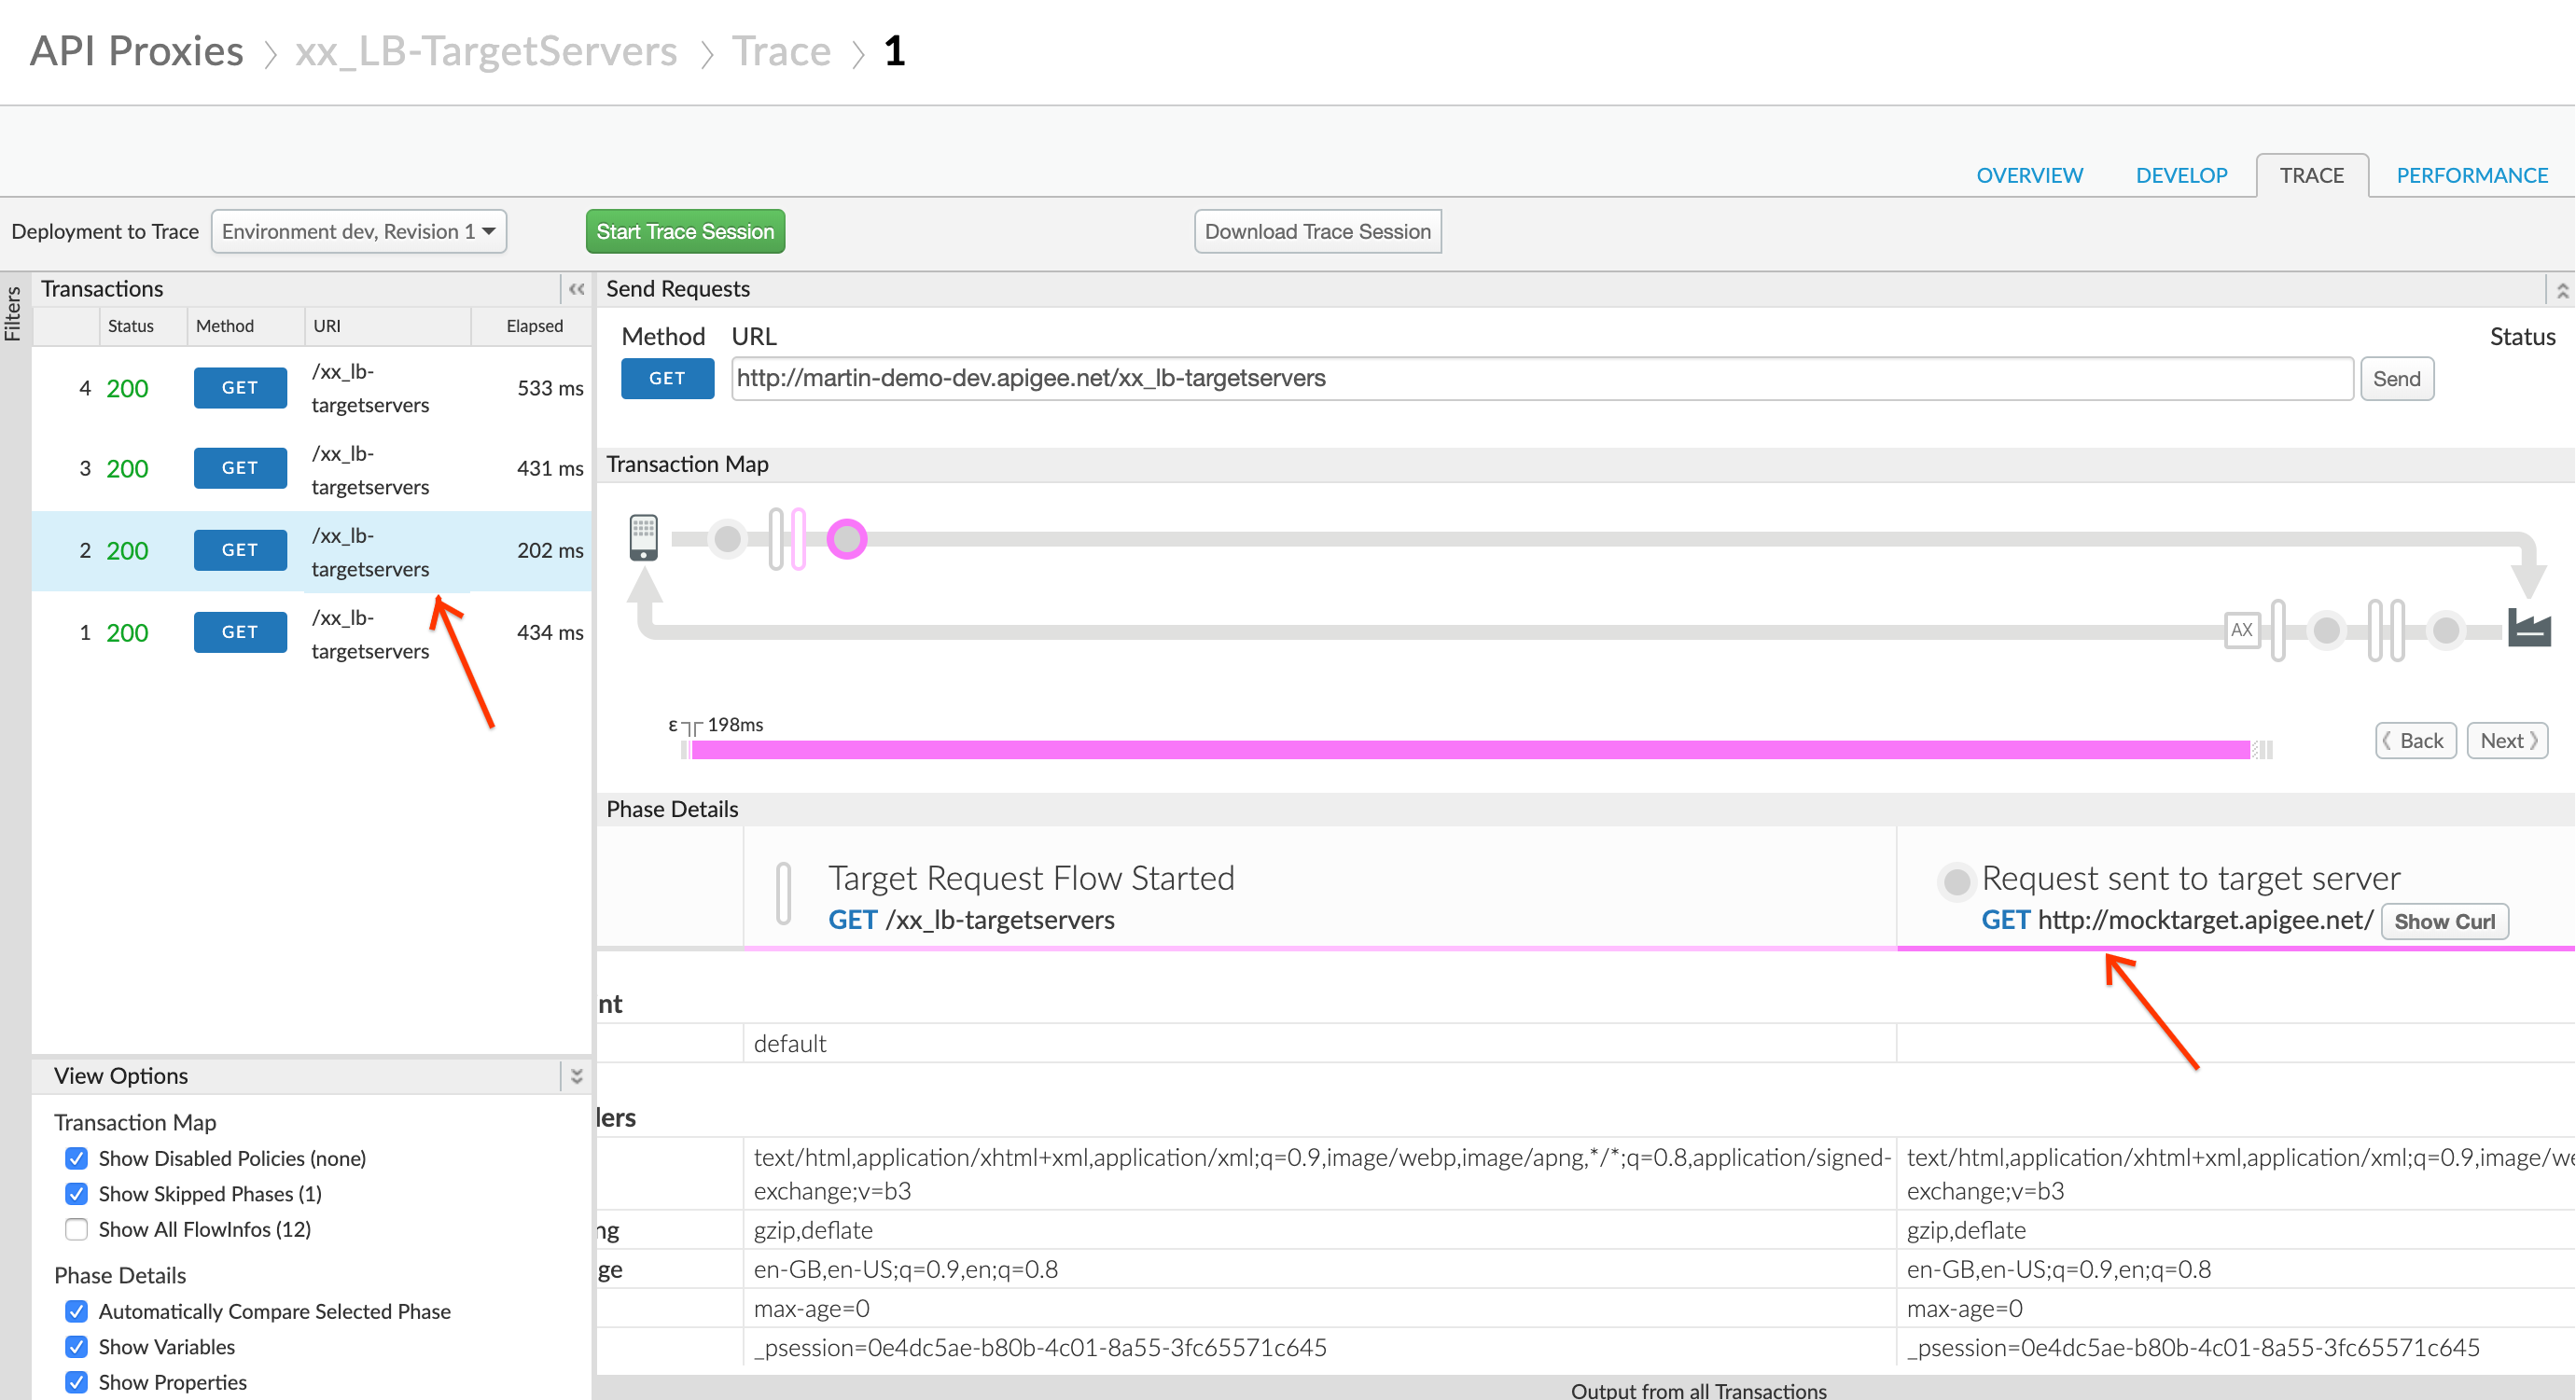 API Proxies > xx_LB-TargetServers > Trace > 1
OVERVIEW DEVELOP TRACE PERFORMANCE
Deployment to Trace Environment dev, Revision 1 Start Trace Session Download Trace Session
Filters
Transactions
Status Method URI Elapsed
4 200 GET /xx_lb-targetservers 533 ms
3 200 GET /xx_lb-targetservers 431 ms
2 200 GET /xx_lb-targetservers 202 ms
1 200 GET /xx_lb-targetservers 434 ms
View Options
Transaction Map
Show Disabled Policies (none)
Show Skipped Phases (1)
Show All FlowInfos (12)
Phase Details
Automatically Compare Selected Phase
Show Variables
Show Properties
Send Requests
Method URL Status
GET http://martin-demo-dev.apigee.net/xx_lb-targetservers Send
Transaction Map
AX
ε 198ms
Back Next
Phase Details
Target Request Flow Started
GET /xx_lb-targetservers
Request sent to target server
GET http://mocktarget.apigee.net/ Show Curl
nt
default
lers
text/html,application/xhtml+xml,application/xml;q=0.9,image/webp,image/apng,*/*;q=0.8,application/signed- text/html,application/xhtml+xml,application/xml;q=0.9,image/we
exchange;v=b3 exchange;v=b3
ng gzip,deflate gzip,deflate
ge en-GB,en-US;q=0.9,en;q=0.8 en-GB,en-US;q=0.9,en;q=0.8
max-age=0 max-age=0
_psession=0e4dc5ae-b80b-4c01-8a55-3fc65571c645 _psession=0e4dc5ae-b80b-4c01-8a55-3fc65571c645
Output from all Transactions